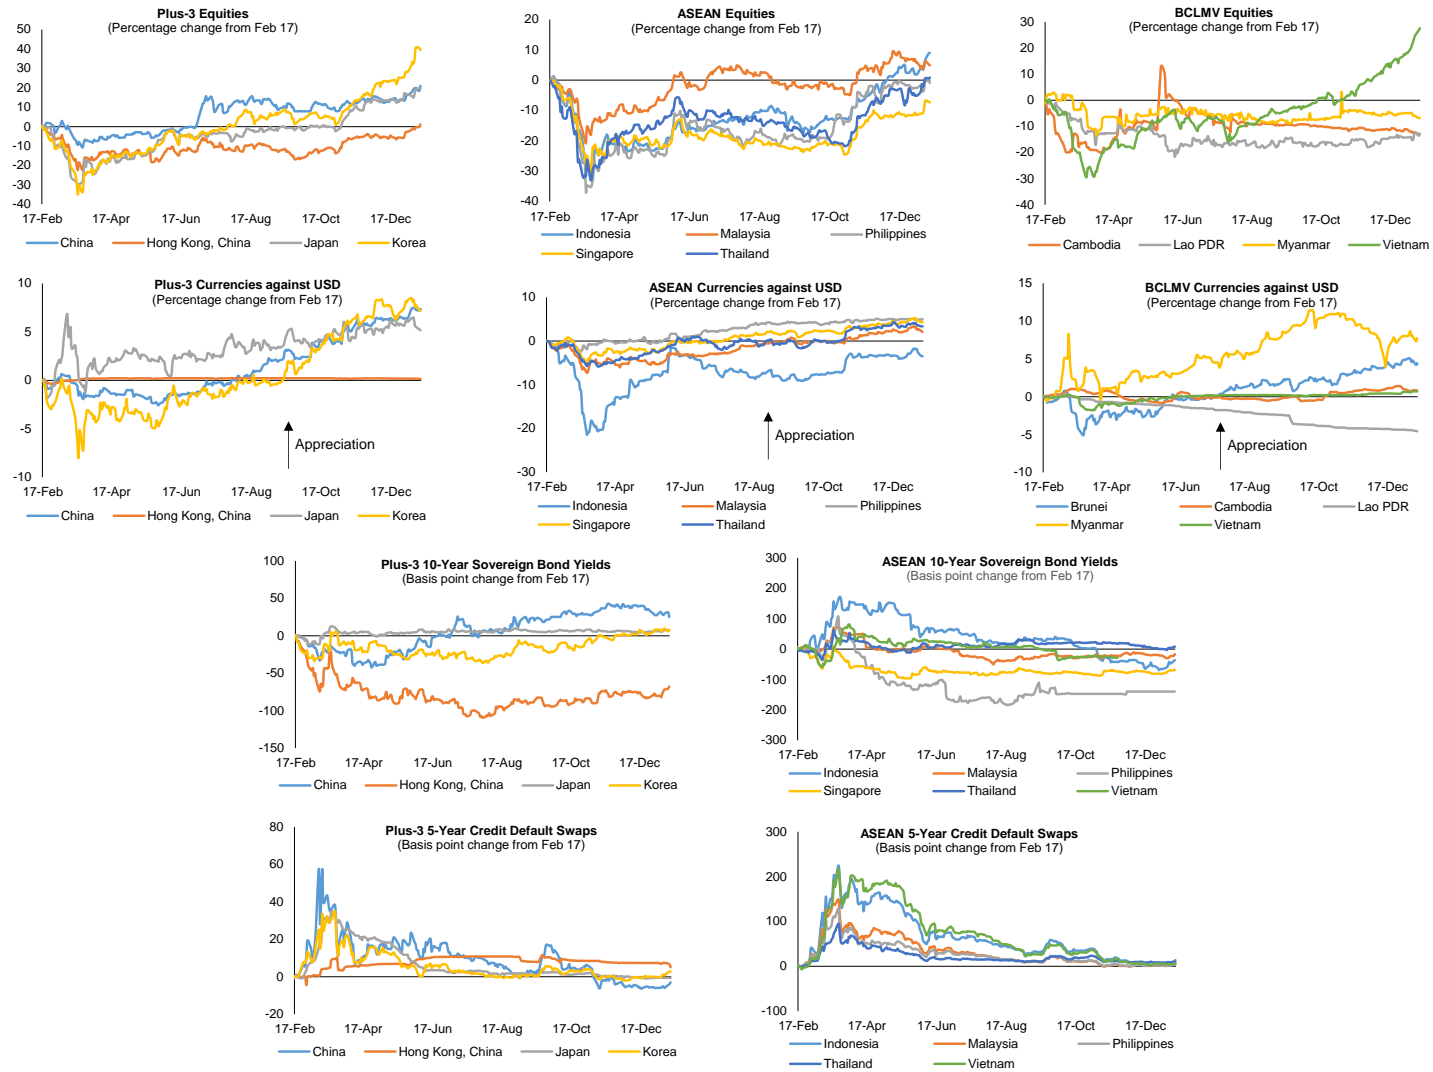 Plus-3 Equities
(Percentage change from Feb 17)
50
40
30
20
10
0
-10
-20
-30
-40
17-Feb 17-Apr 17-Jun 17-Aug 17-Oct 17-Dec
China Hong Kong, China Japan Korea
ASEAN Equities
(Percentage change from Feb 17)
20
10
0
-10
-20
-30
-40
17-Feb 17-Apr 17-Jun 17-Aug 17-Oct 17-Dec
Indonesia Malaysia Philippines
Singapore Thailand
BCLMV Equities
(Percentage change from Feb 17)
30
20
10
0
-10
-20
-30
-40
17-Feb 17-Apr 17-Jun 17-Aug 17-Oct 17-Dec
Cambodia Lao PDR Myanmar Vietnam
Plus-3 Currencies against USD
(Percentage change from Feb 17)
10
5
0
-5
-10
Appreciation
17-Feb 17-Apr 17-Jun 17-Aug 17-Oct 17-Dec
China Hong Kong, China Japan Korea
ASEAN Currencies against USD
(Percentage change from Feb 17)
10
0
-10
-20
-30
Appreciation
17-Feb 17-Apr 17-Jun 17-Aug 17-Oct 17-Dec
Indonesia Malaysia Philippines
Singapore Thailand
BCLMV Currencies against USD
(Percentage change from Feb 17)
15
10
5
0
-5
-10
Appreciation
17-Feb 17-Apr 17-Jun 17-Aug 17-Oct 17-Dec
Brunei Cambodia Lao PDR
Myanmar Vietnam
Plus-3 10-Year Sovereign Bond Yields
(Basis point change from Feb 17)
100
50
0
-50
-100
-150
17-Feb 17-Apr 17-Jun 17-Aug 17-Oct 17-Dec
China Hong Kong, China Japan Korea
ASEAN 10-Year Sovereign Bond Yields
(Basis point change from Feb 17)
300
200
100
0
-100
-200
-300
17-Feb 17-Apr 17-Jun 17-Aug 17-Oct 17-Dec
Indonesia Malaysia Philippines
Singapore Thailand Vietnam
Plus-3 5-Year Credit Default Swaps
(Basis point change from Feb 17)
80
60
40
20
0
-20
17-Feb 17-Apr 17-Jun 17-Aug 17-Oct 17-Dec
China Hong Kong, China Japan Korea
ASEAN 5-Year Credit Default Swaps
(Basis point change from Feb 17)
300
200
100
0
-100
17-Feb 17-Apr 17-Jun 17-Aug 17-Oct 17-Dec
Indonesia Malaysia Philippines
Thailand Vietnam